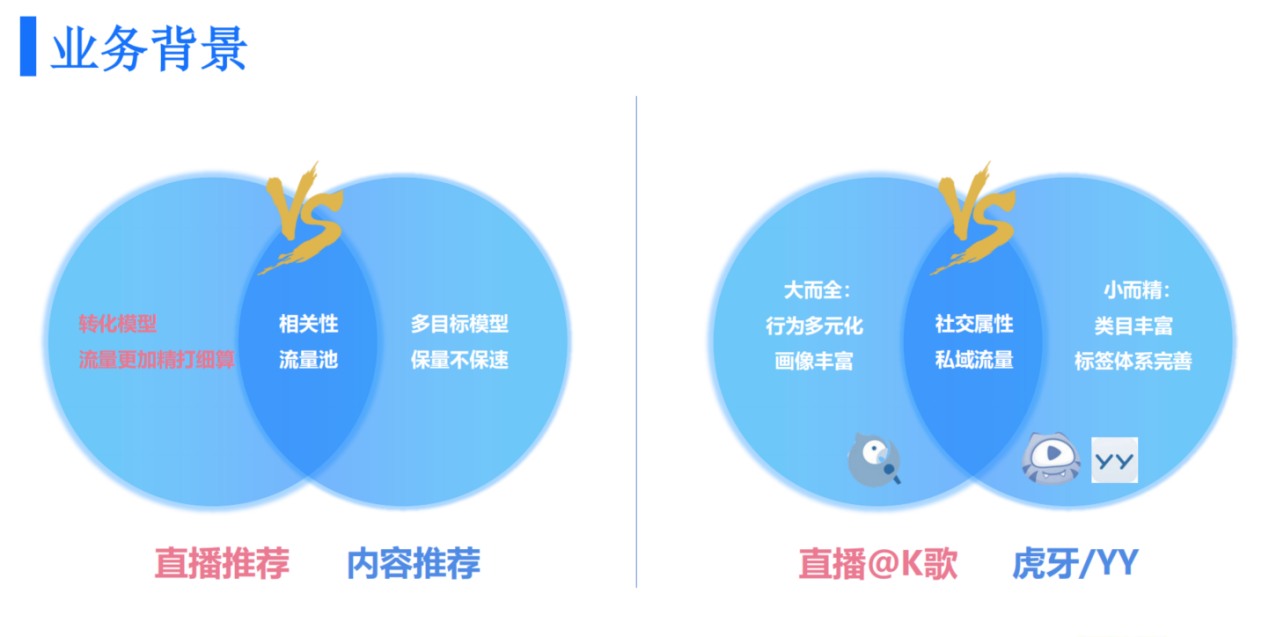 业务背景
VS
转化模型
流量更加精打细算
相关性
流量池
多目标模型
保量不保速
直播推荐
内容推荐
VS
大而全：
行为多元化
画像丰富
社交属性
私域流量
小而精：
类目丰富
标签体系完善
YY
直播@K歌
虎牙/YY